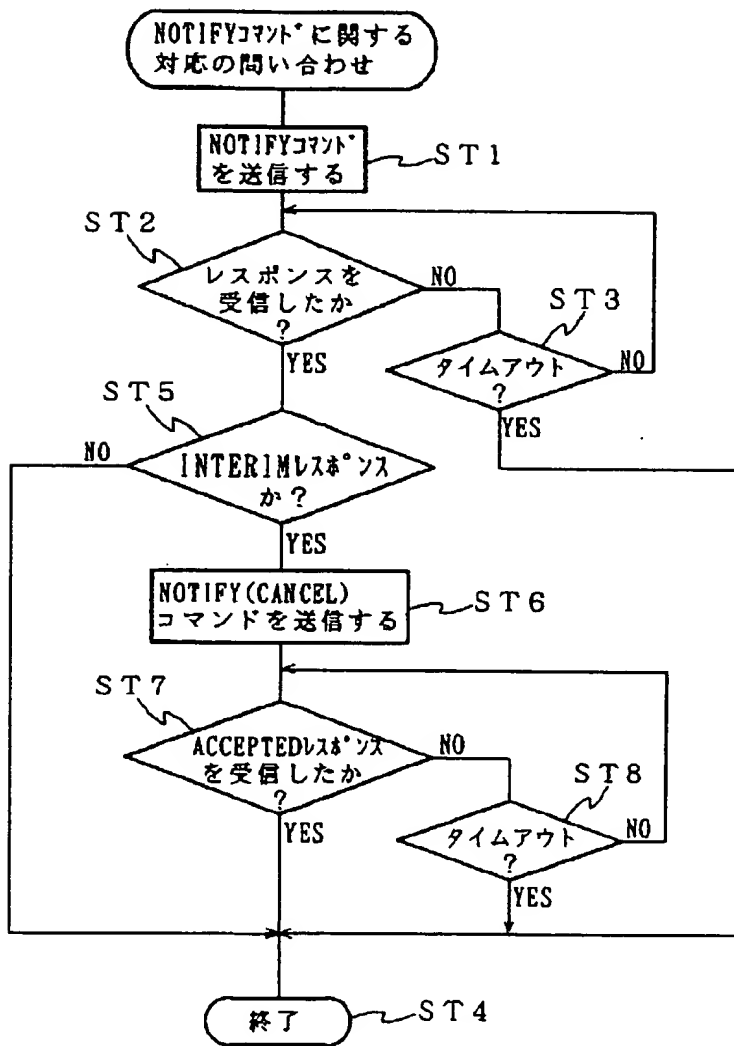 NOTIFYコマンドに関する
対応の問い合わせ
NOTIFYコマンド
を送信する
ST1
ST2
レスポンスを
受信したか
?
NO
YES
ST3
タイムアウト
?
NO
YES
ST5
NO
INTERIMレスポンス
か?
YES
NOTIFY(CANCEL)
コマンドを送信する
ST6
ST7
ACCEPTEDレスポンス
を受信したか
?
NO
YES
ST8
タイムアウト
?
NO
YES
終了
ST4